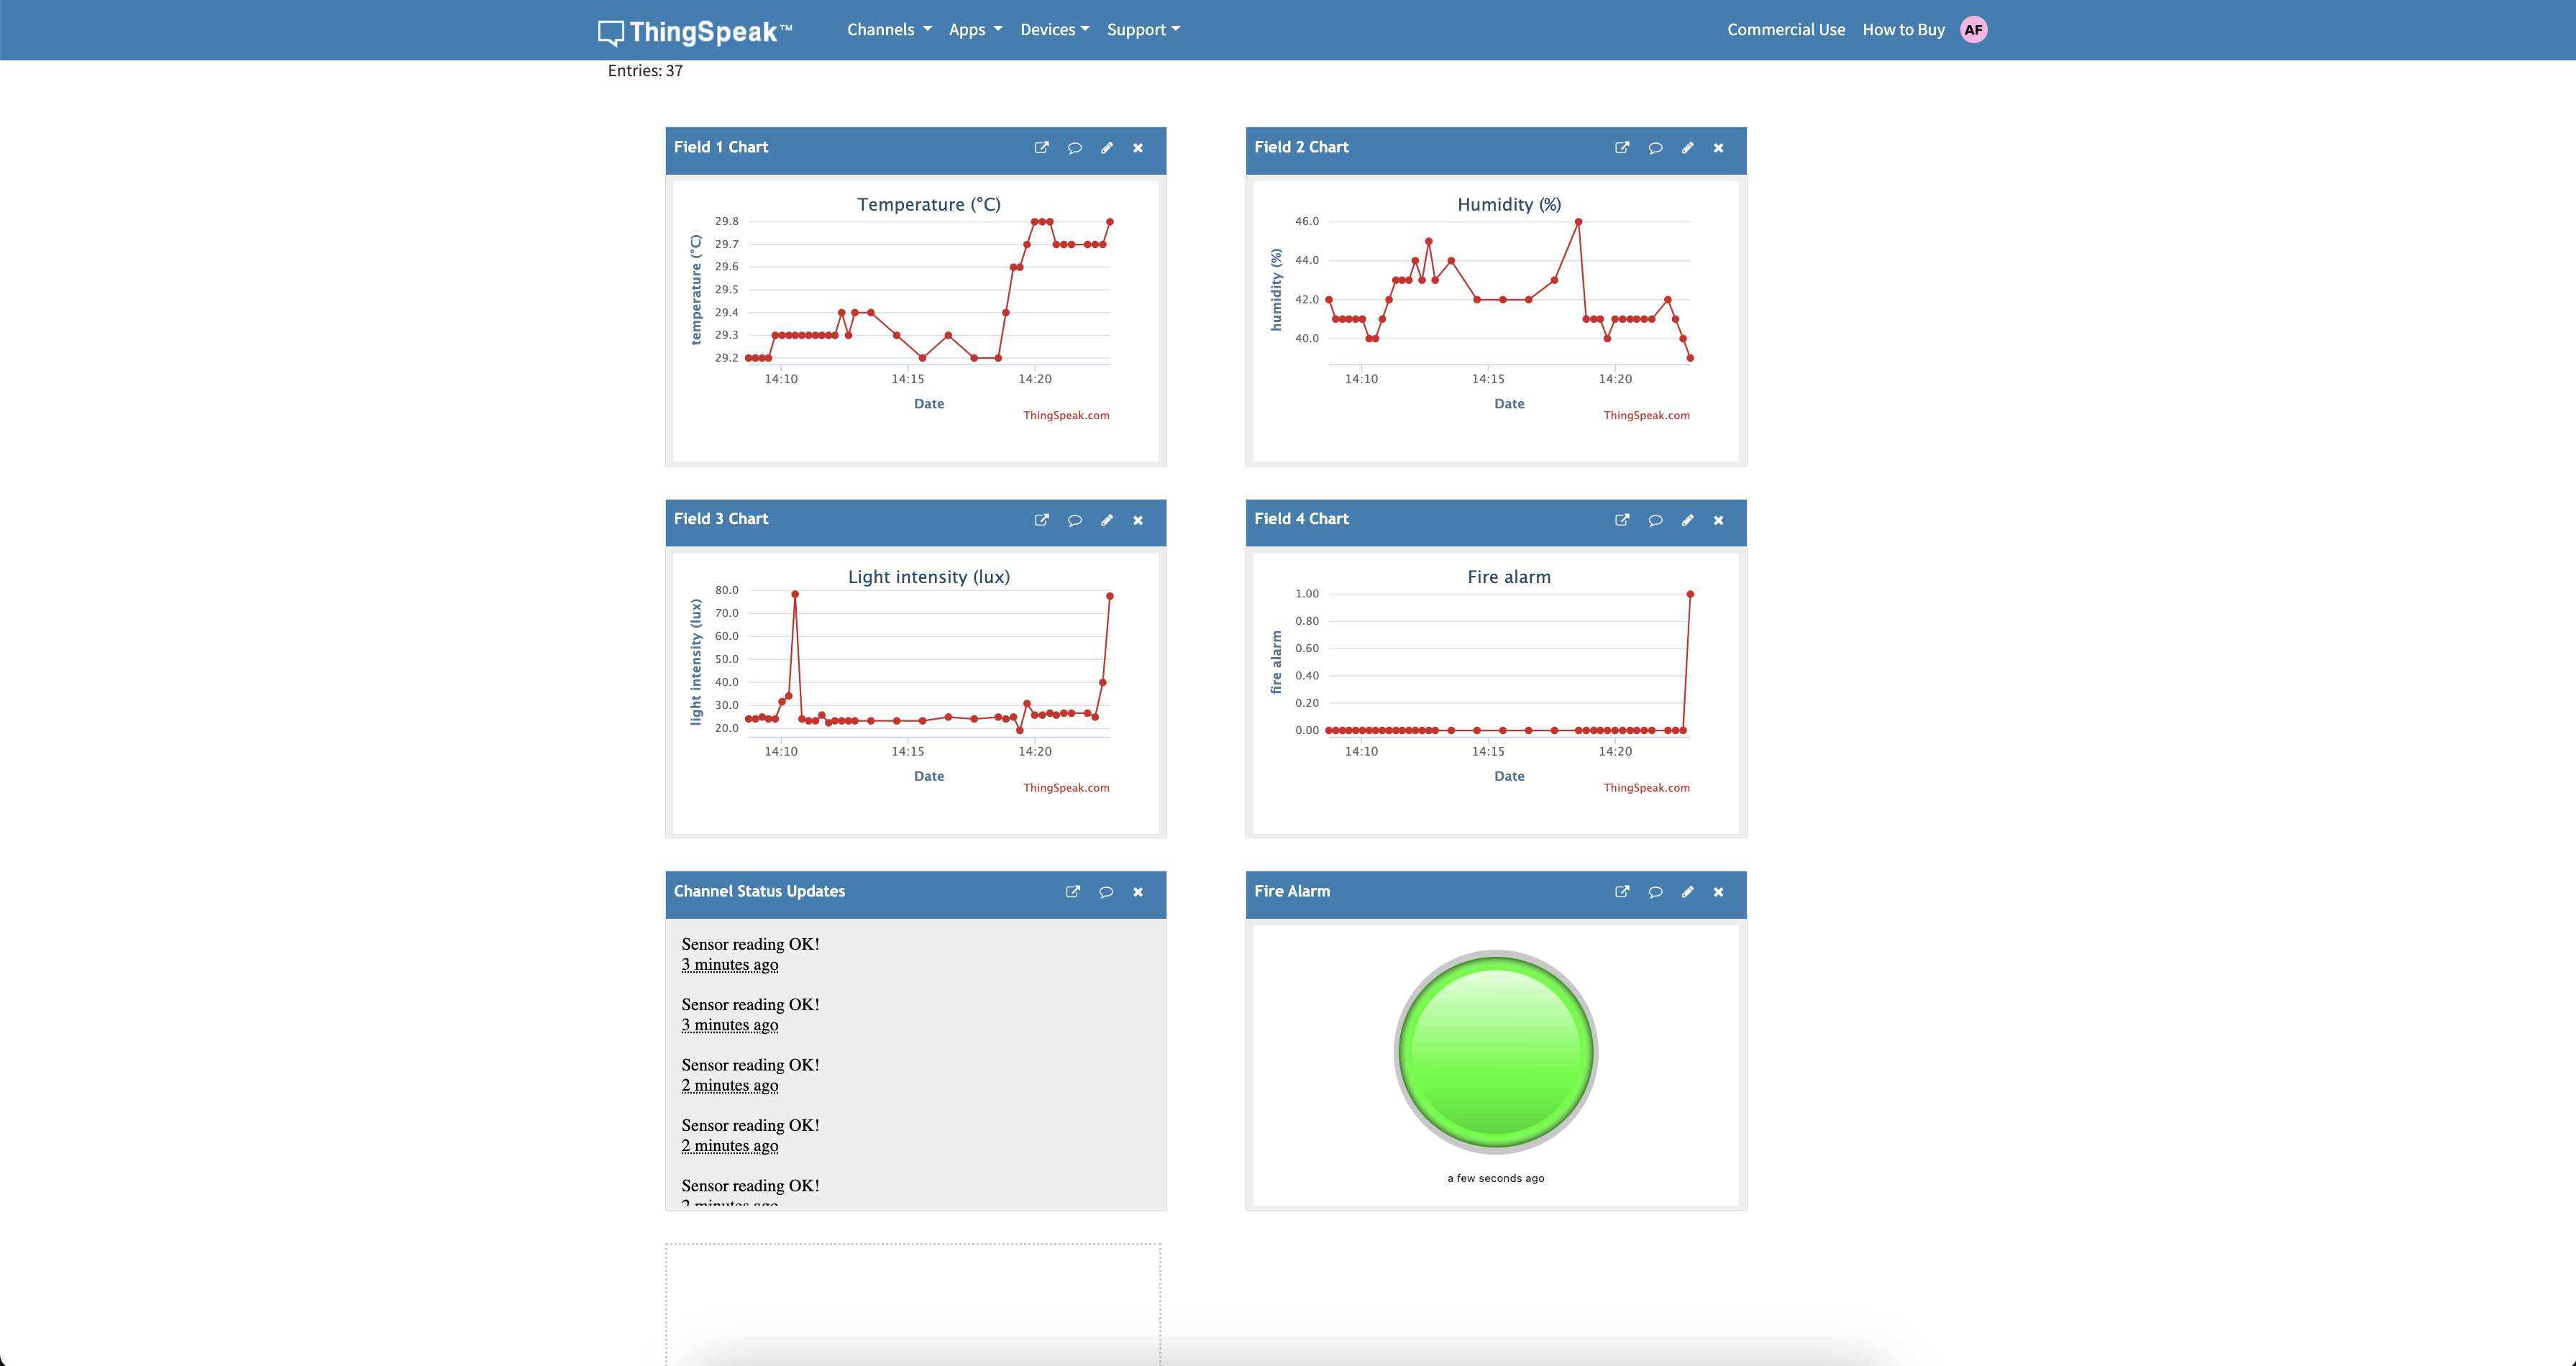 ThingSpeak™
Channels Apps Devices Support
Commercial Use How to Buy AF
Entries: 37
Field 1 Chart
Temperature (°C)
temperature (°C)
29.8
29.7
29.6
29.5
29.4
29.3
29.2
14:10 14:15 14:20
Date
ThingSpeak.com
Field 2 Chart
Humidity (%)
humidity (%)
46.0
44.0
42.0
40.0
14:10 14:15 14:20
Date
ThingSpeak.com
Field 3 Chart
Light intensity (lux)
light intensity (lux)
80.0
70.0
60.0
50.0
40.0
30.0
20.0
14:10 14:15 14:20
Date
ThingSpeak.com
Field 4 Chart
Fire alarm
fire alarm
1.00
0.80
0.60
0.40
0.20
0.00
14:10 14:15 14:20
Date
ThingSpeak.com
Channel Status Updates
Sensor reading OK!
3 minutes ago
Sensor reading OK!
3 minutes ago
Sensor reading OK!
2 minutes ago
Sensor reading OK!
2 minutes ago
Sensor reading OK!
2 minutes ago
Fire Alarm
a few seconds ago